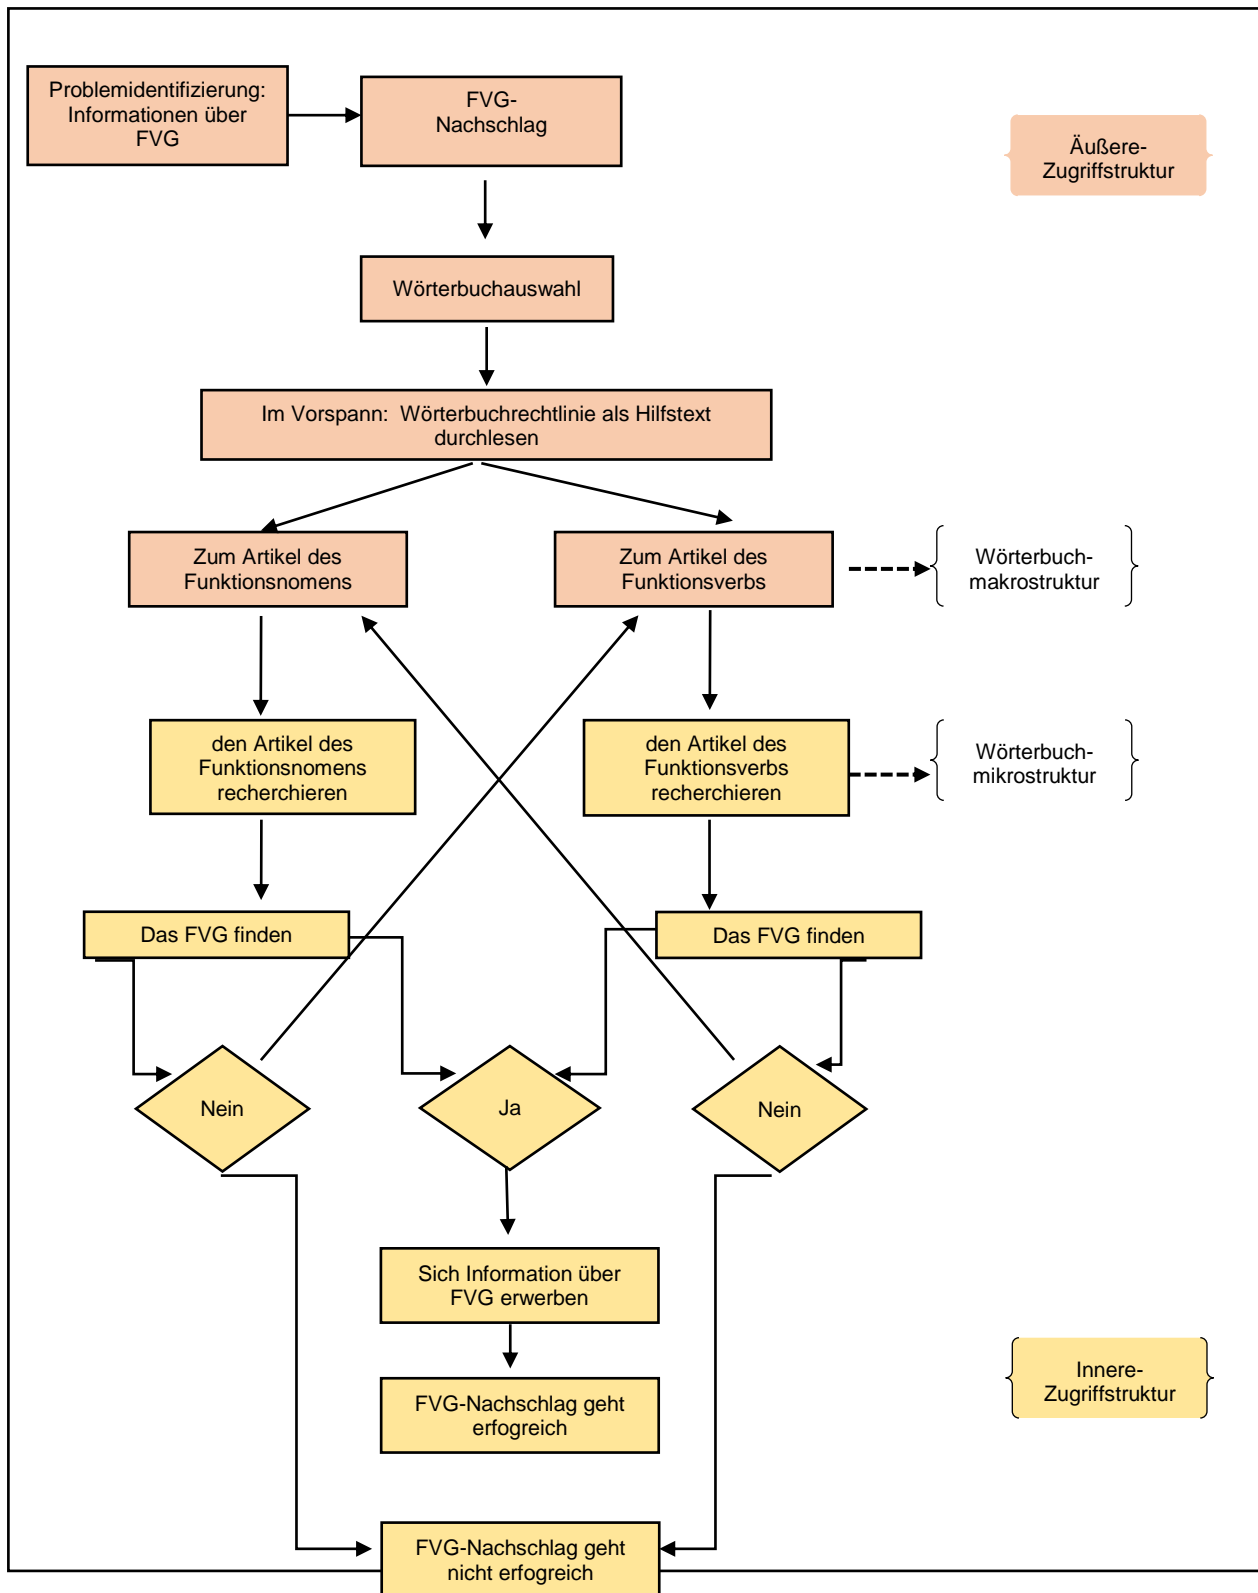 Problemidentifizierung:
Informationen über
FVG
FVG-
Nachschlag
Äußere-
Zugriffstruktur
Wörterbuchauswahl
Im Vorspann: Wörterbuchrechtlinie als Hilfstext
durchlesen
Zum Artikel des
Funktionsnomens
Zum Artikel des
Funktionsverbs
Wörterbuch-
makrostruktur
den Artikel des
Funktionsnomens
recherchieren
den Artikel des
Funktionsverbs
recherchieren
Wörterbuch-
mikrostruktur
Das FVG finden
Das FVG finden
Nein
Ja
Nein
Sich Information über
FVG erwerben
Innere-
Zugriffstruktur
FVG-Nachschlag geht
erfogreich
FVG-Nachschlag geht
nicht erfogreich